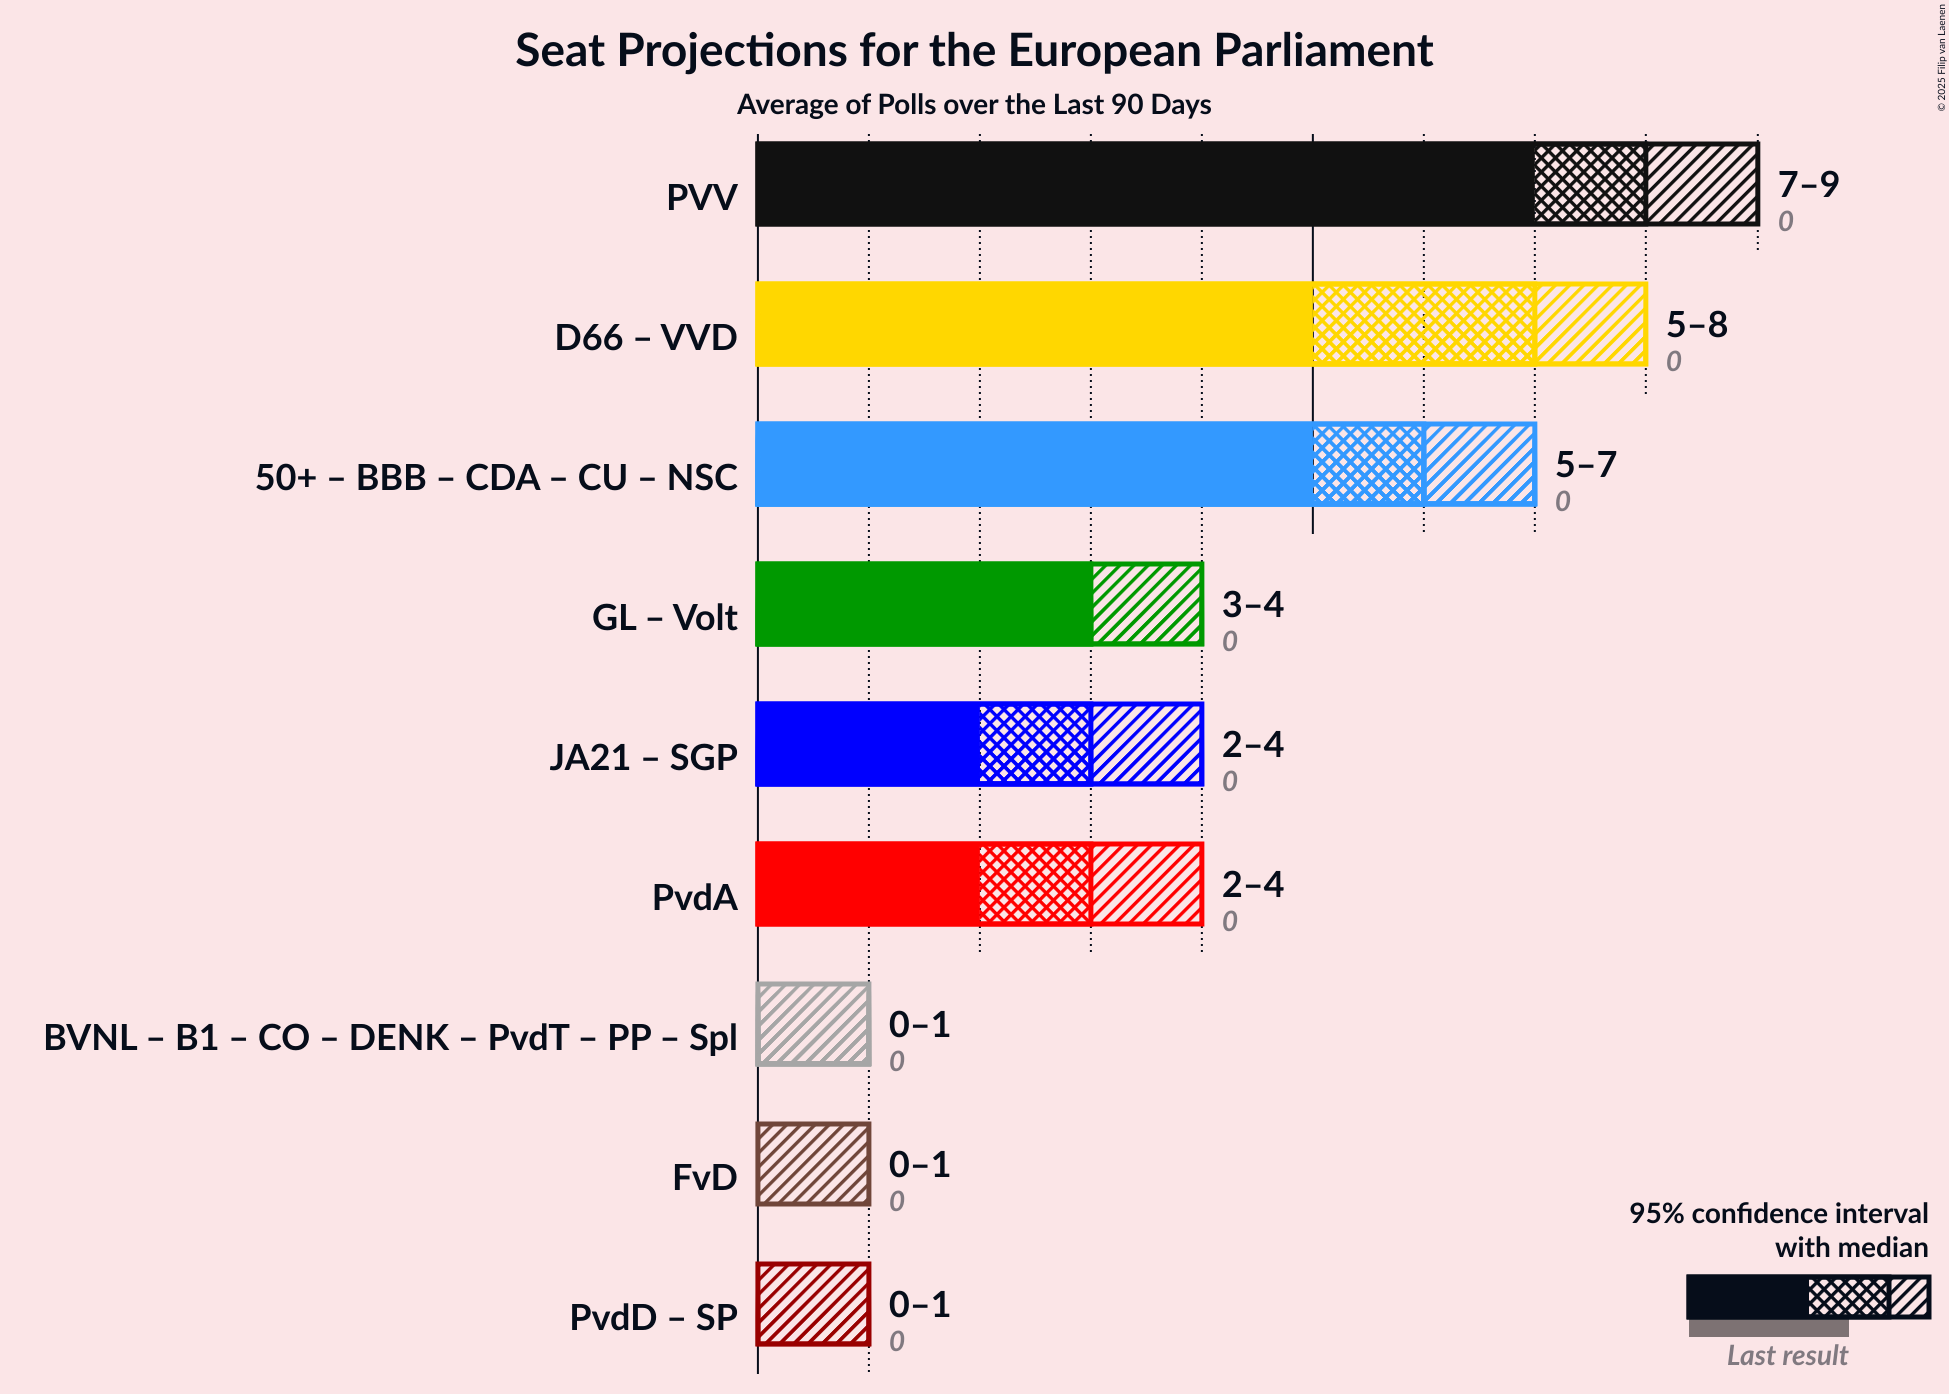 Seat Projections for the European Parliament
Average of Polls over the Last 90 Days
© 2025 Filip van Laenen
PVV
7–9
0
D66 – VVD
5–8
0
50+ – BBB – CDA – CU – NSC
5–7
0
GL – Volt
3–4
0
JA21 – SGP
2–4
0
PvdA
2–4
0
BVNL – B1 – CO – DENK – PvdT – PP – Spl
0–1
0
FvD
0–1
0
PvdD – SP
0–1
0
95% confidence interval
with median
Last result